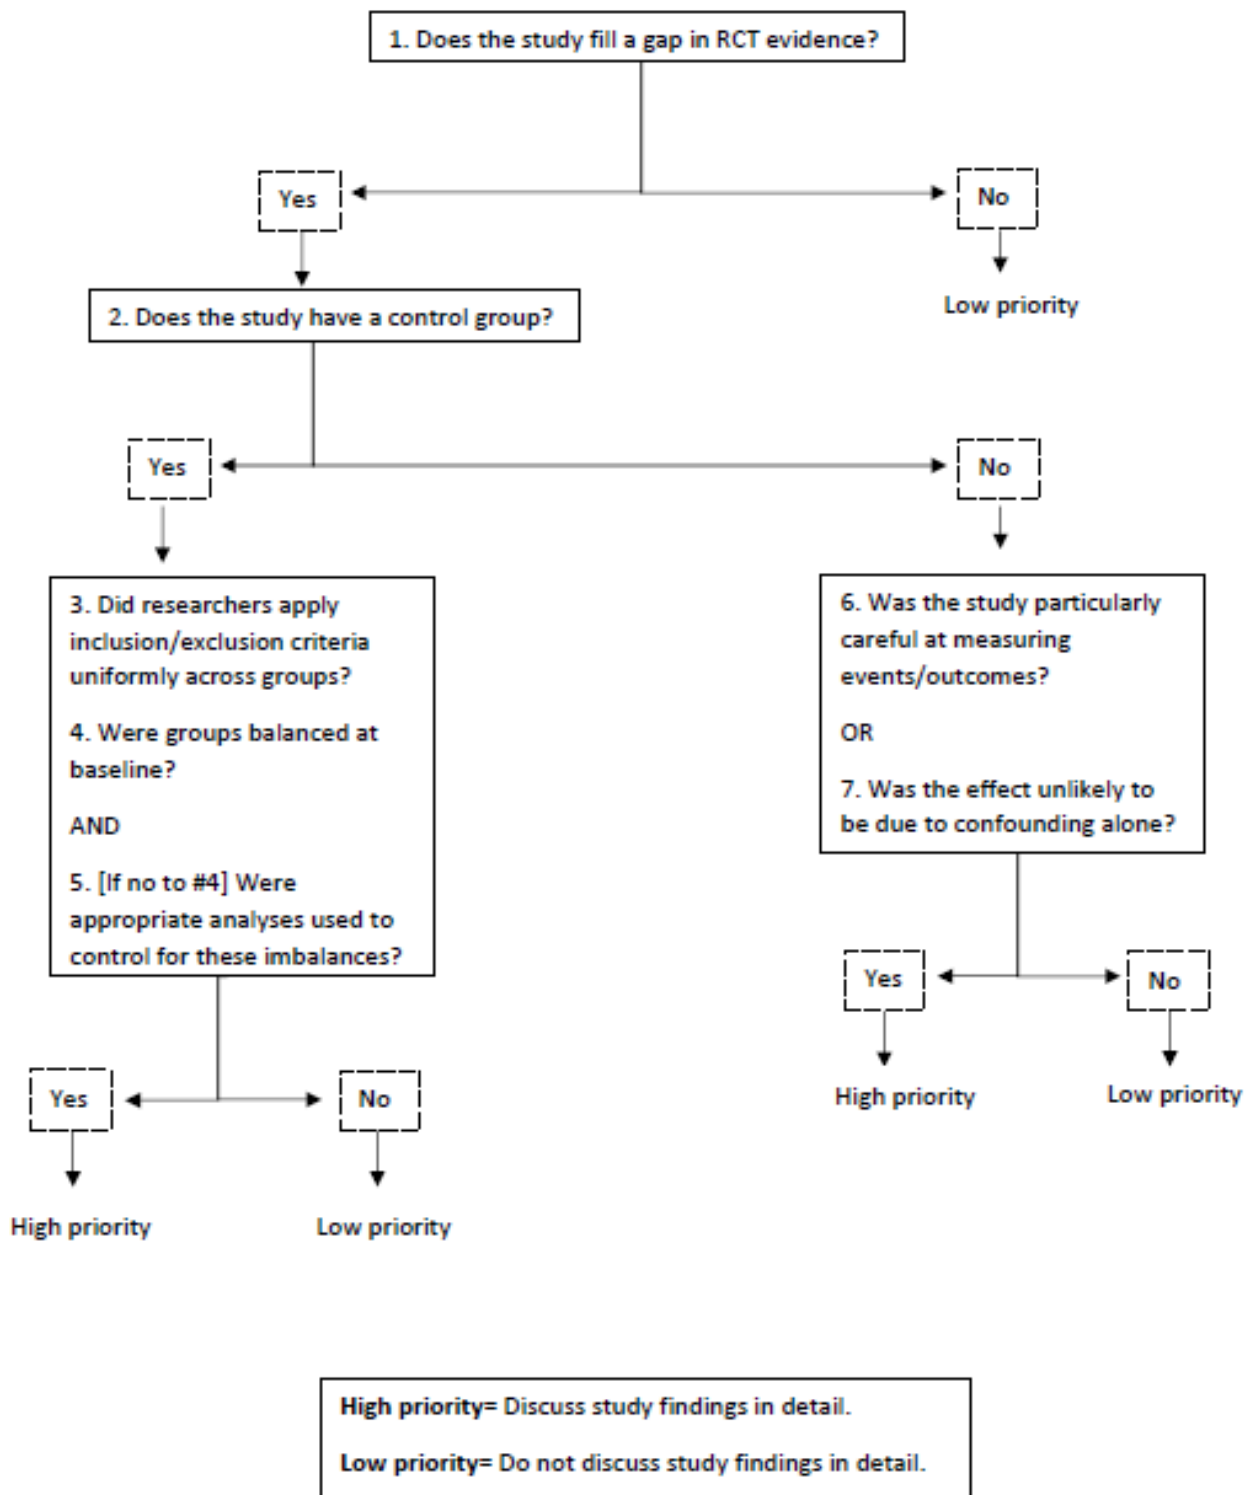 1. Does the study fill a gap in RCT evidence?
Yes
No
Low priority
2. Does the study have a control group?
Yes
No
3. Did researchers apply
inclusion/exclusion criteria
uniformly across groups?
4. Were groups balanced at
baseline?
AND
5. [If no to #4] Were
appropriate analyses used to
control for these imbalances?
6. Was the study particularly
careful at measuring
events/outcomes?
OR
7. Was the effect unlikely to
be due to confounding alone?
Yes
No
High priority
Low priority
Yes
No
High priority
Low priority
High priority= Discuss study findings in detail.
Low priority= Do not discuss study findings in detail.